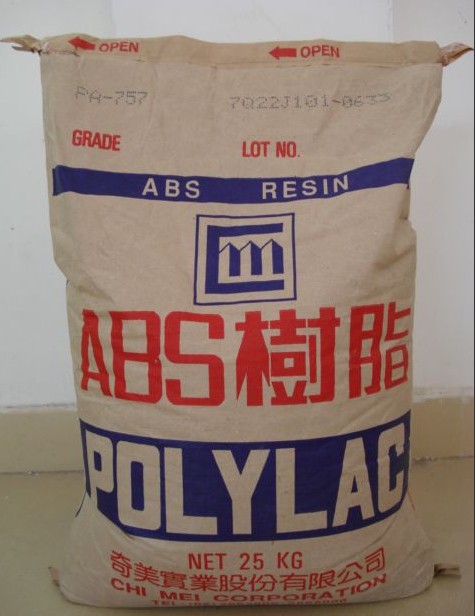 OPEN OPEN
PA-757 7022J101-0633
GRADE LOT NO.
ABS RESIN
ABS樹脂
POLYLAC
NET 25 KG
奇美實業股份有限公司
CHI MEI CORPORATION